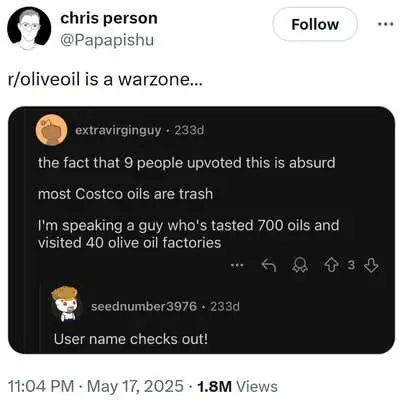 chris person
@Papapishu
Follow
r/oliveoil is a warzone...
extravirginguy · 233d
the fact that 9 people upvoted this is absurd
most Costco oils are trash
I'm speaking a guy who's tasted 700 oils and
visited 40 olive oil factories
3
seednumber3976 · 233d
User name checks out!
11:04 PM · May 17, 2025 · 1.8M Views